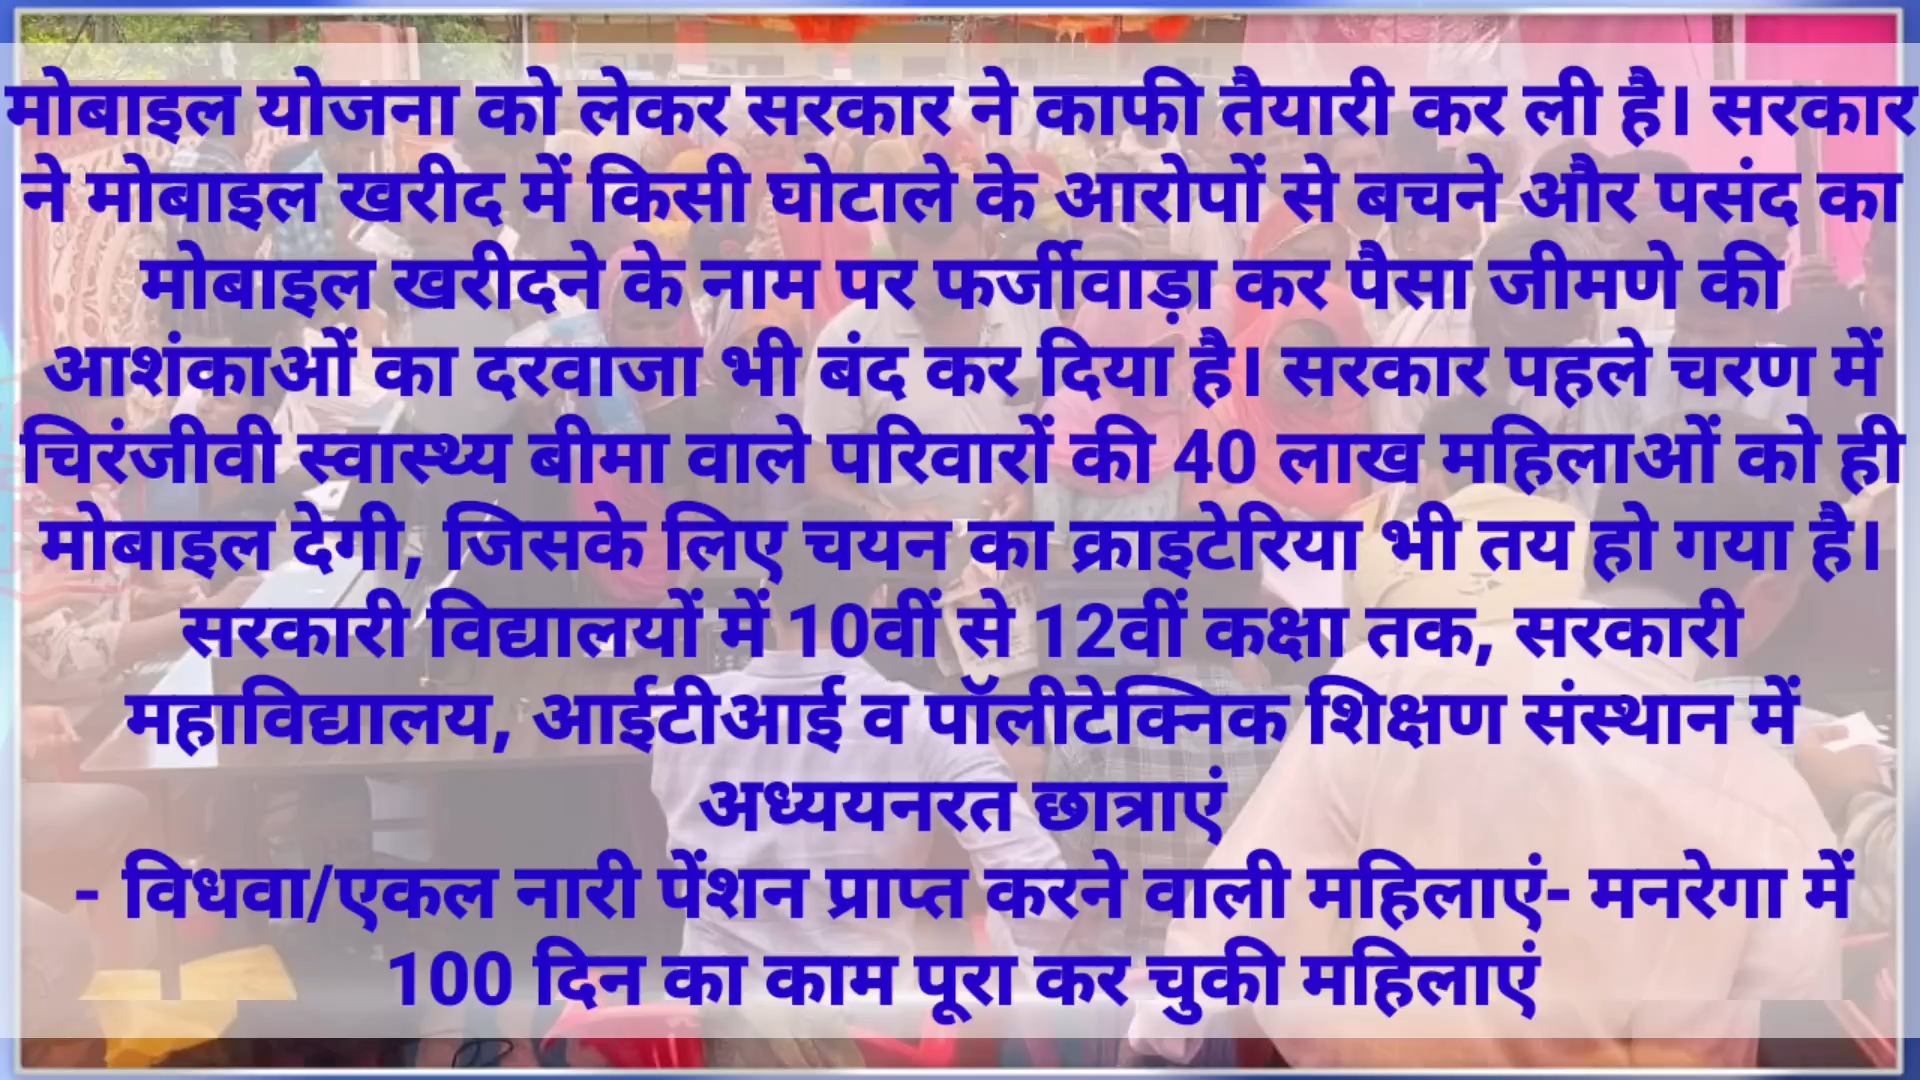 मोबाइल योजना को लेकर सरकार ने काफी तैयारी कर ली है। सरकार
ने मोबाइल खरीद में किसी घोटाले के आरोपों से बचने और पसंद का
मोबाइल खरीदने के नाम पर फर्जीवाड़ा कर पैसा जीमणे की
आशंकाओं का दरवाजा भी बंद कर दिया है। सरकार पहले चरण में
चिरंजीवी स्वास्थ्य बीमा वाले परिवारों की 40 लाख महिलाओं को ही
मोबाइल देगी, जिसके लिए चयन का क्राइटेरिया भी तय हो गया है।
सरकारी विद्यालयों में 10वीं से 12वीं कक्षा तक, सरकारी
महाविद्यालय, आईटीआई व पॉलीटेक्निक शिक्षण संस्थान में
अध्ययनरत छात्राएं
- विधवा/एकल नारी पेंशन प्राप्त करने वाली महिलाएं- मनरेगा में
100 दिन का काम पूरा कर चुकी महिलाएं